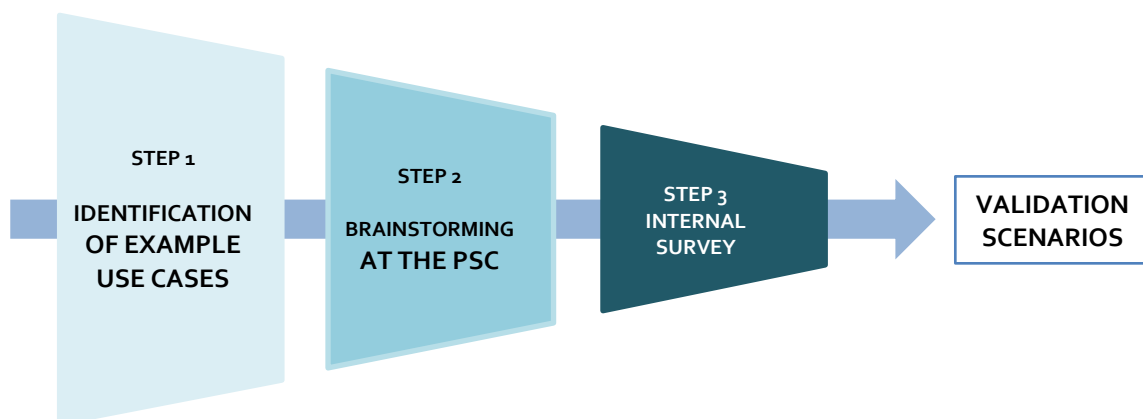 STEP 1
IDENTIFICATION
OF EXAMPLE
USE CASES
STEP 2
BRAINSTORMING
AT THE PSC
STEP 3
INTERNAL
SURVEY
VALIDATION
SCENARIOS